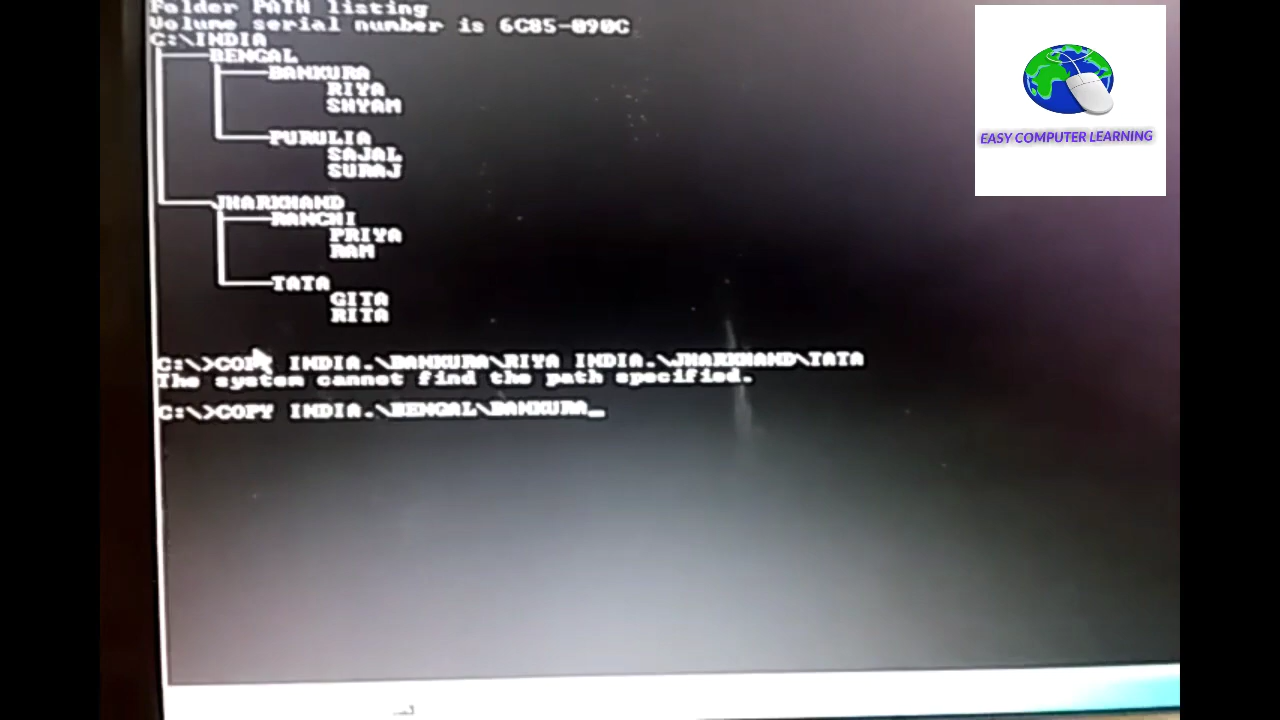 Folder PATH listing
Volume serial number is 6C85-090C
C:\INDIA
BENGAL
BANKURA
RIYA
SHYAM
PURULIA
SAJAL
SURAJ
JHARKHAND
RANCHI
PRIYA
RAM
TATA
GITA
RITA
C:\>COPY INDIA.\BANKURA\RIYA INDIA.\JHARKHAND\TATA
The system cannot find the path specified.
C:\>COPY INDIA.\BENGAL\BANKURA_
EASY COMPUTER LEARNING